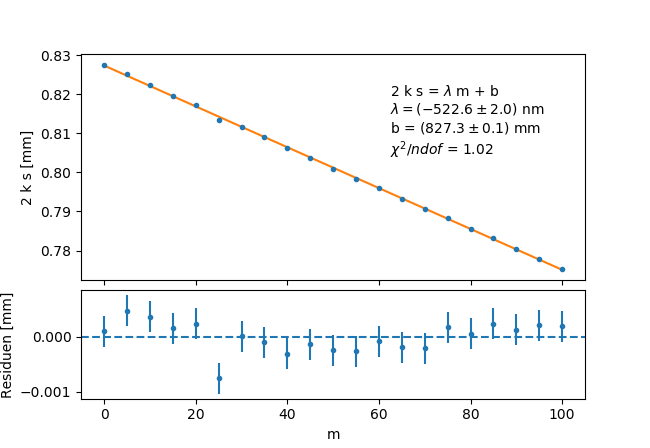 0.83
0.82
0.81
0.80
0.79
0.78
2 k s [mm]
2 k s = λ m + b
λ = (−522.6 ± 2.0) nm
b = (827.3 ± 0.1) mm
χ²/ndof = 1.02
0.000
−0.001
Residuen [mm]
0 20 40 60 80 100
m